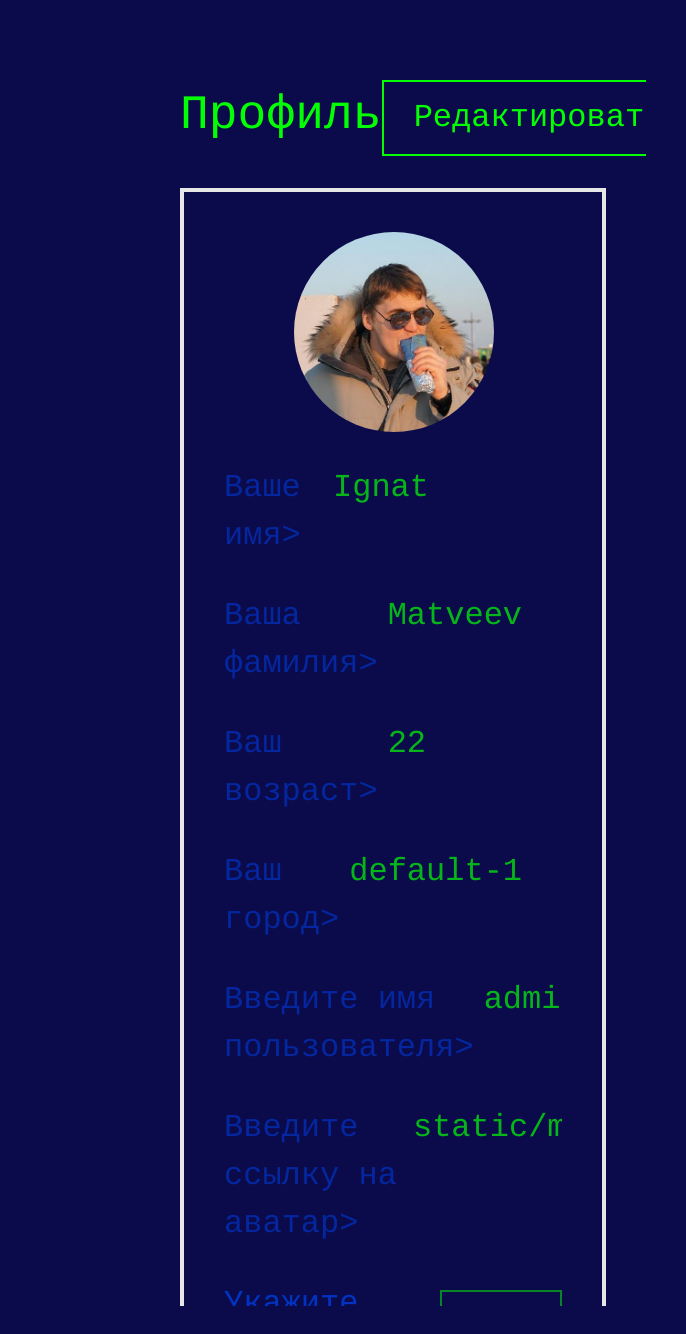 Профиль Редактироват
Ваше Ignat
имя>
Ваша Matveev
фамилия>
Ваш 22
возраст>
Ваш default-1
город>
Введите имя admi
пользователя>
Введите static/m
ссылку на
аватар>
Укажите